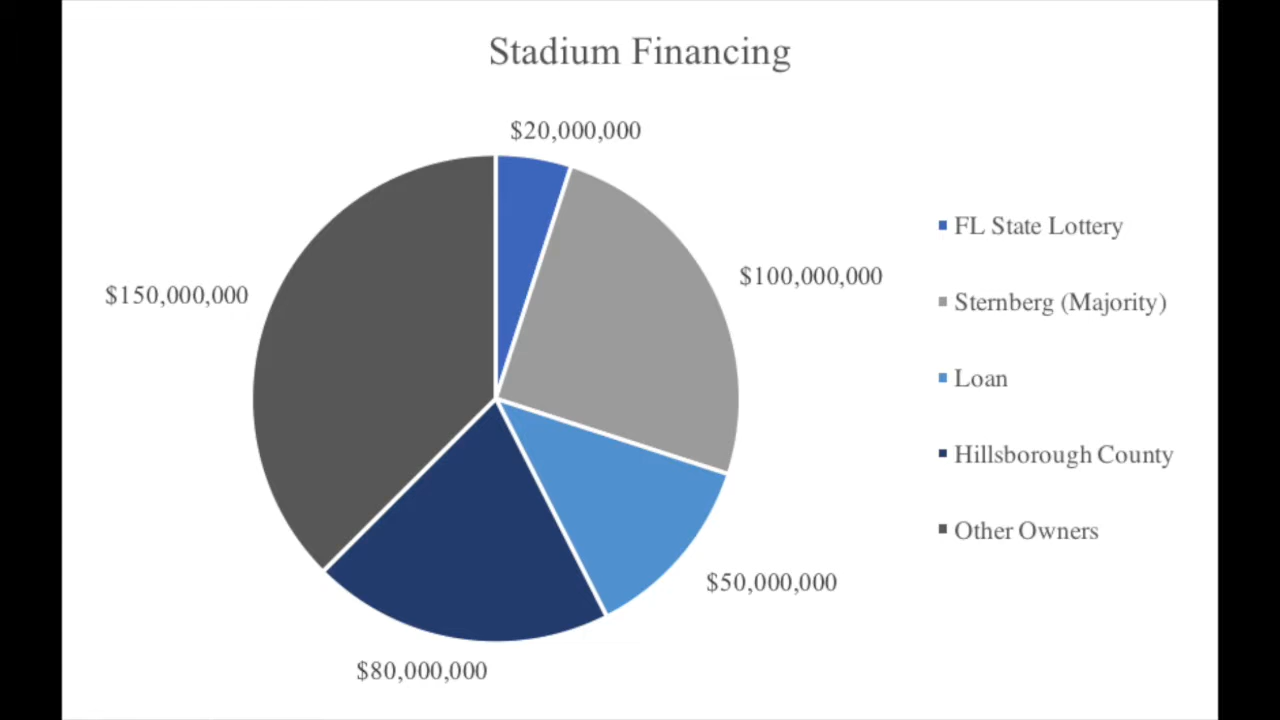 Stadium Financing
$20,000,000
$100,000,000
$150,000,000
$50,000,000
$80,000,000
FL State Lottery
Sternberg (Majority)
Loan
Hillsborough County
Other Owners